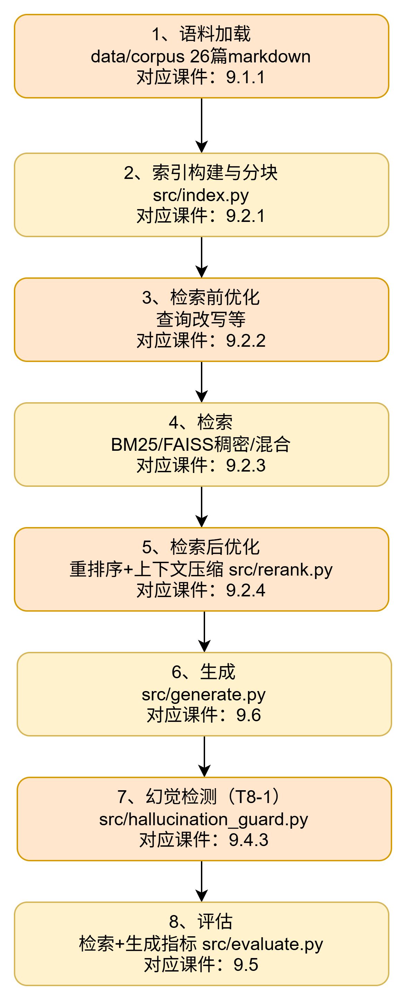 1、语料加载
data/corpus 26篇markdown
对应课件：9.1.1
2、索引构建与分块
src/index.py
对应课件：9.2.1
3、检索前优化
查询改写等
对应课件：9.2.2
4、检索
BM25/FAISS稠密/混合
对应课件：9.2.3
5、检索后优化
重排序+上下文压缩 src/rerank.py
对应课件：9.2.4
6、生成
src/generate.py
对应课件：9.6
7、幻觉检测（T8-1）
src/hallucination_guard.py
对应课件：9.4.3
8、评估
检索+生成指标 src/evaluate.py
对应课件：9.5